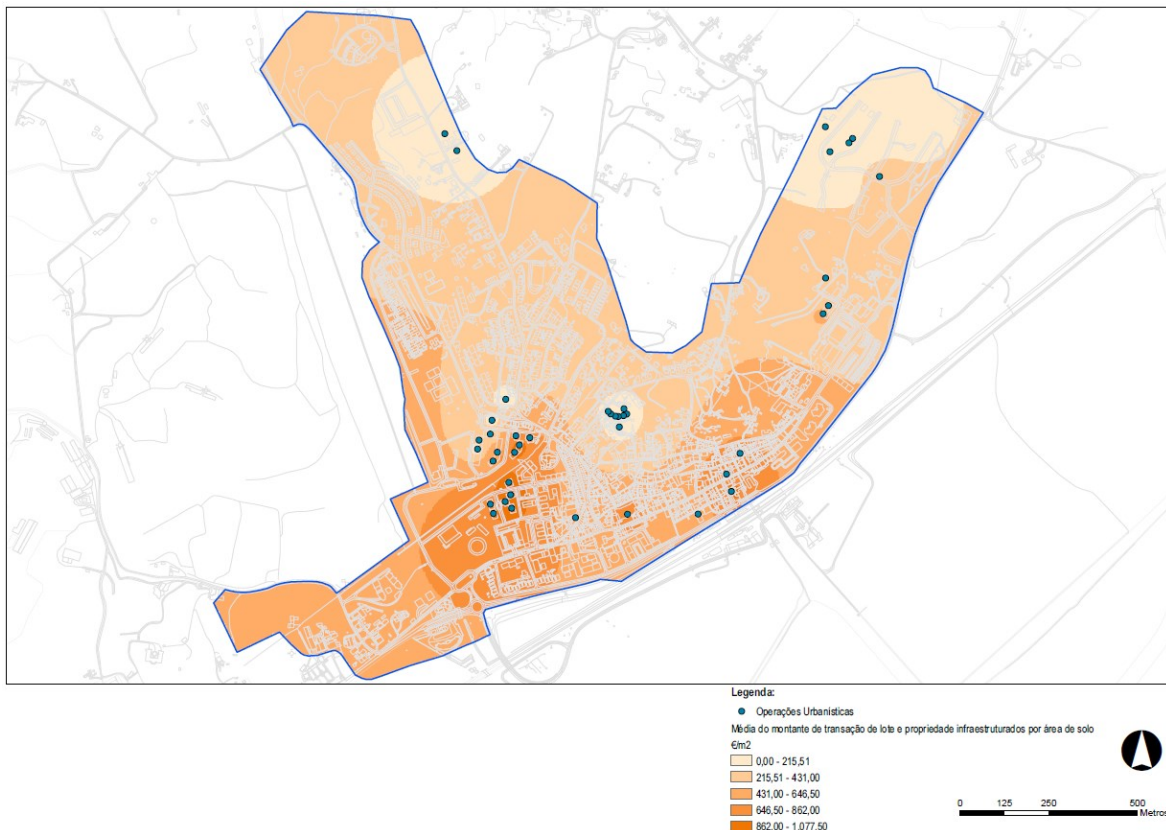 Legenda:
Operações Urbanísticas
Média do montante de transação de lote e propriedade infraestruturados por área de solo
€/m2
0,00 - 215,51
215,51 - 431,00
431,00 - 646,50
646,50 - 862,00
862,00 - 1.077,50
0 125 250 500
Metros